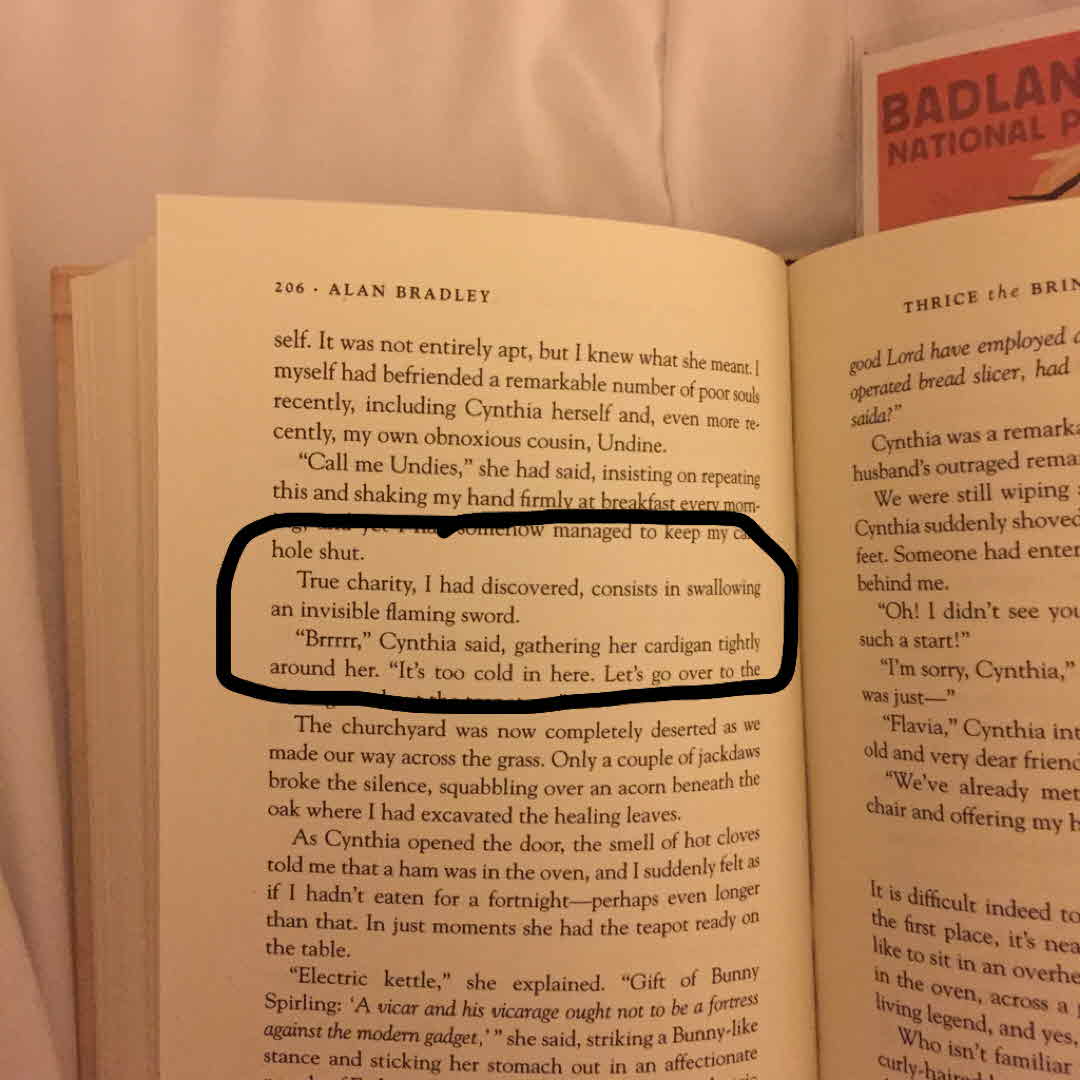 BADLAN
NATIONAL P
206 · ALAN BRADLEY
self. It was not entirely apt, but I knew what she meant. I
myself had befriended a remarkable number of poor souls
recently, including Cynthia herself and, even more re-
cently, my own obnoxious cousin, Undine.
“Call me Undies,” she had said, insisting on repeating
this and shaking my hand firmly at breakfast every morn-
somehow managed to keep my
hole shut.
True charity, I had discovered, consists in swallowing
an invisible flaming sword.
“Brrrrr,” Cynthia said, gathering her cardigan tightly
around her. “It’s too cold in here. Let’s go over to the
The churchyard was now completely deserted as we
made our way across the grass. Only a couple of jackdaws
broke the silence, squabbling over an acorn beneath the
oak where I had excavated the healing leaves.
As Cynthia opened the door, the smell of hot cloves
told me that a ham was in the oven, and I suddenly felt as
if I hadn’t eaten for a fortnight—perhaps even longer
than that. In just moments she had the teapot ready on
the table.
“Electric kettle,” she explained. “Gift of Bunny
Spirling: ‘A vicar and his vicarage ought not to be a fortress
against the modern gadget,’ ” she said, striking a Bunny-like
stance and sticking her stomach out in an affectionate
THRICE the BRIN
good Lord have employed
operated bread slicer, had
saida?”
Cynthia was a remarka
husband’s outraged rema
We were still wiping
Cynthia suddenly shoved
feet. Someone had enter
behind me.
“Oh! I didn’t see you
such a start!”
“I’m sorry, Cynthia,”
was just—”
“Flavia,” Cynthia int
old and very dear friend
“We’ve already met
chair and offering my h
It is difficult indeed to
the first place, it’s nea
like to sit in an overhe
in the oven, across a
living legend, and yes,
Who isn’t familiar
curly-haired